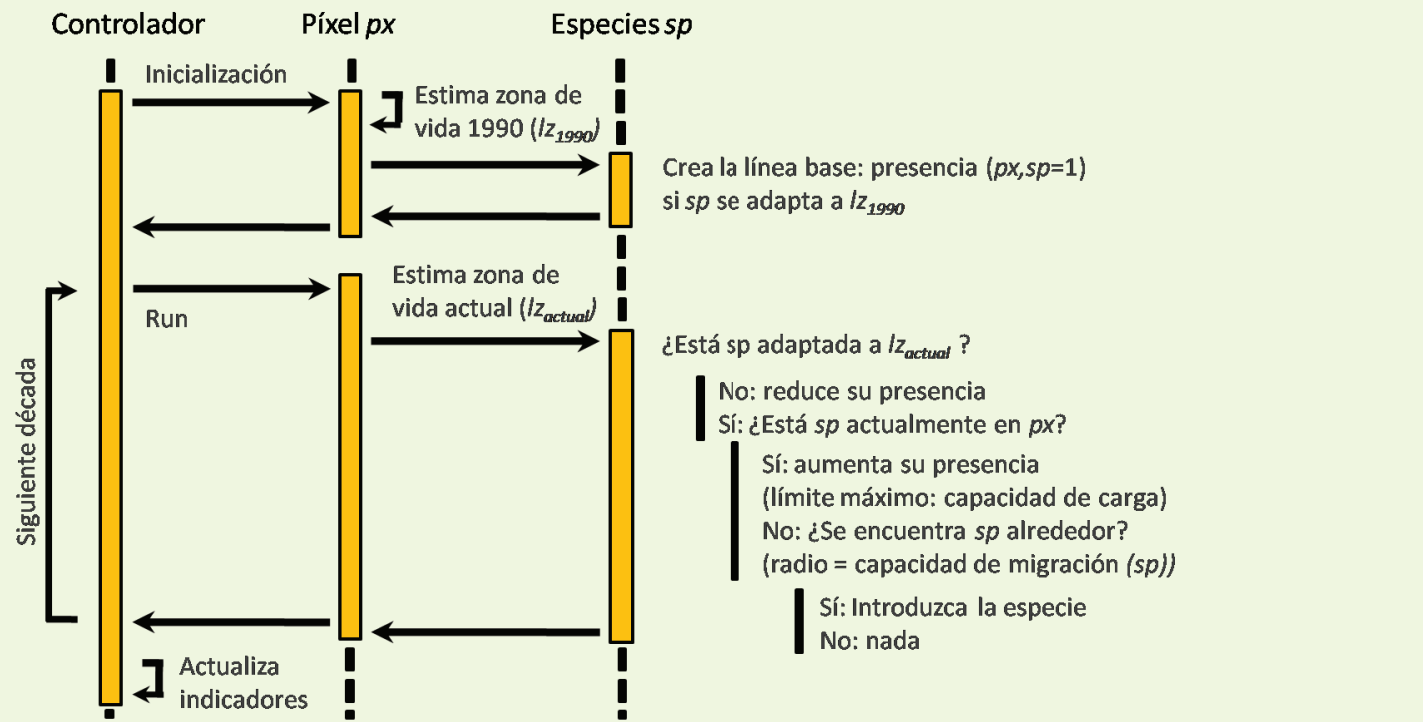 Controlador
Píxel px
Especies sp
Inicialización
Estima zona de
vida 1990 (lz1990)
Crea la línea base: presencia (px,sp=1)
si sp se adapta a lz1990
Run
Estima zona de
vida actual (lzactual)
¿Está sp adaptada a lzactual ?
No: reduce su presencia
Sí: ¿Está sp actualmente en px?
Sí: aumenta su presencia
(límite máximo: capacidad de carga)
No: ¿Se encuentra sp alrededor?
(radio = capacidad de migración (sp))
Sí: Introduzca la especie
No: nada
Siguiente década
Actualiza
indicadores